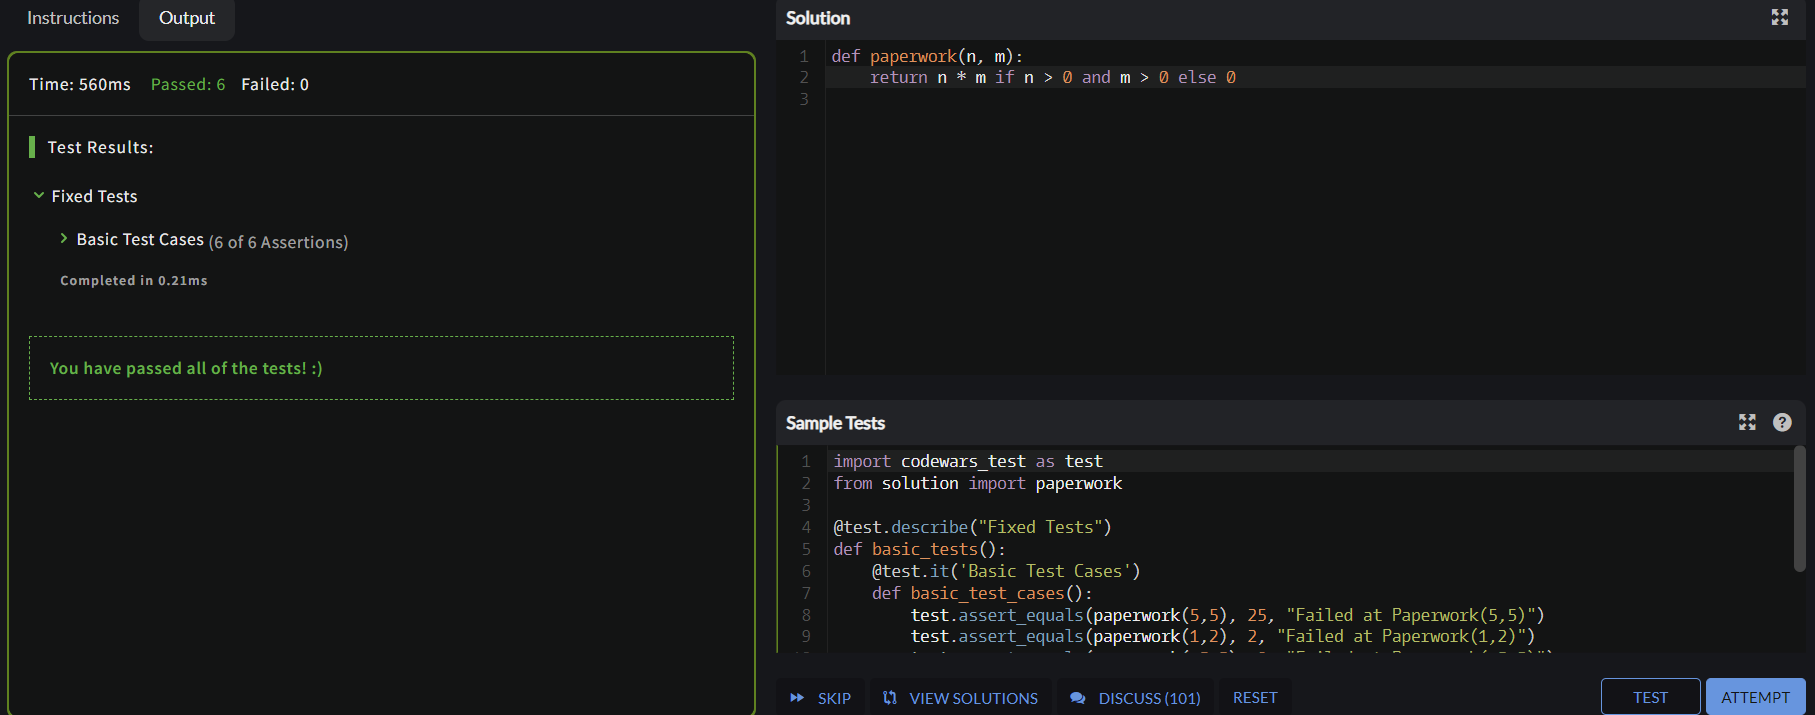 Instructions
Output
Time: 560ms Passed: 6 Failed: 0
Test Results:
Fixed Tests
Basic Test Cases (6 of 6 Assertions)
Completed in 0.21ms
You have passed all of the tests! :)
Solution
1 def paperwork(n, m):
2     return n * m if n > 0 and m > 0 else 0
3
Sample Tests
1 import codewars_test as test
2 from solution import paperwork
3
4 @test.describe("Fixed Tests")
5 def basic_tests():
6     @test.it('Basic Test Cases')
7     def basic_test_cases():
8         test.assert_equals(paperwork(5,5), 25, "Failed at Paperwork(5,5)")
9         test.assert_equals(paperwork(1,2), 2, "Failed at Paperwork(1,2)")
SKIP VIEW SOLUTIONS DISCUSS (101) RESET TEST ATTEMPT